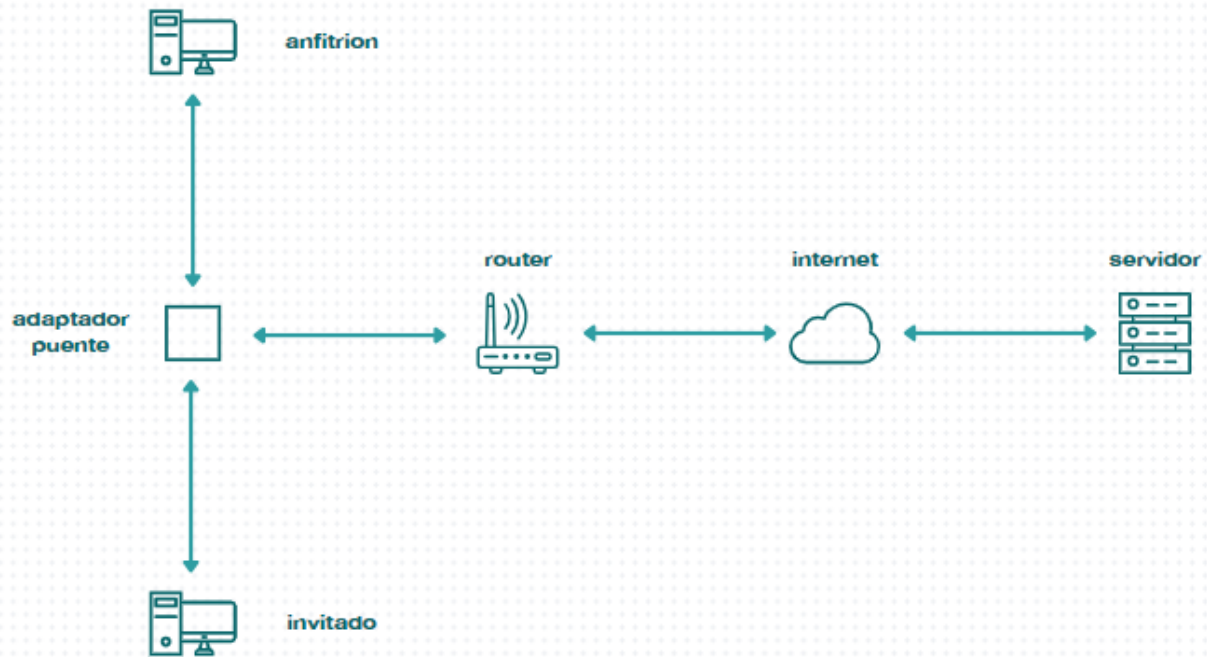 anfitrion
router
internet
servidor
adaptador
puente
invitado